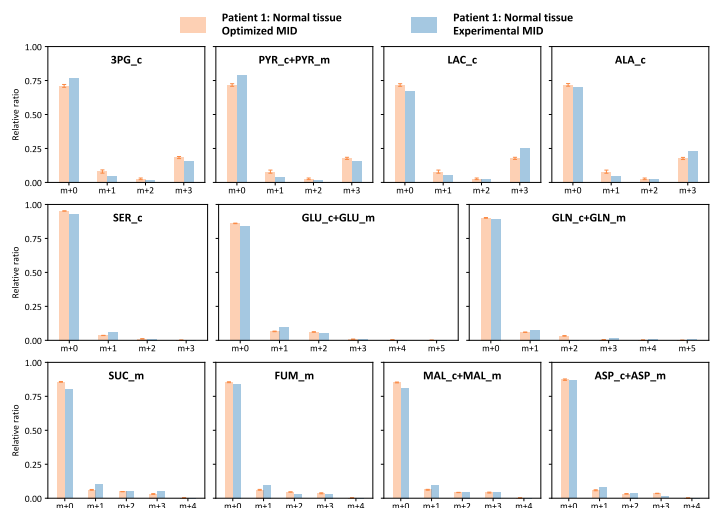 Patient 1: Normal tissue
Optimized MID
Patient 1: Normal tissue
Experimental MID
Relative ratio
1.00
0.75
0.50
0.25
0.00
3PG_c
m+0 m+1 m+2 m+3
PYR_c+PYR_m
m+0 m+1 m+2 m+3
LAC_c
m+0 m+1 m+2 m+3
ALA_c
m+0 m+1 m+2 m+3
Relative ratio
1.00
0.75
0.50
0.25
0.00
SER_c
m+0 m+1 m+2 m+3
GLU_c+GLU_m
m+0 m+1 m+2 m+3 m+4 m+5
GLN_c+GLN_m
m+0 m+1 m+2 m+3 m+4 m+5
Relative ratio
1.00
0.75
0.50
0.25
0.00
SUC_m
m+0 m+1 m+2 m+3 m+4
FUM_m
m+0 m+1 m+2 m+3 m+4
MAL_c+MAL_m
m+0 m+1 m+2 m+3 m+4
ASP_c+ASP_m
m+0 m+1 m+2 m+3 m+4